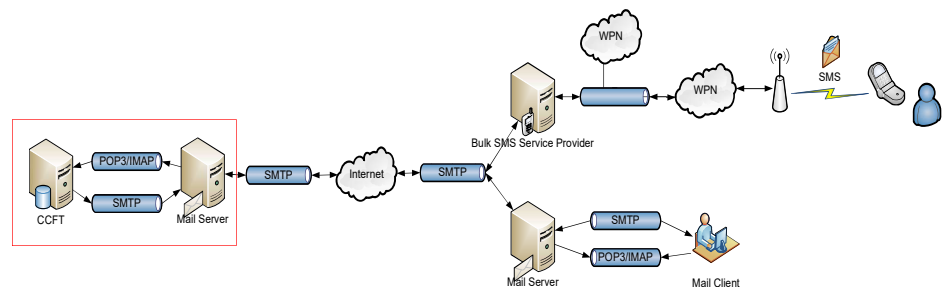 WPN
WPN
SMS
Bulk SMS Service Provider
POP3/IMAP
SMTP
CCFT
Mail Server
SMTP
Internet
SMTP
SMTP
POP3/IMAP
Mail Server
Mail Client